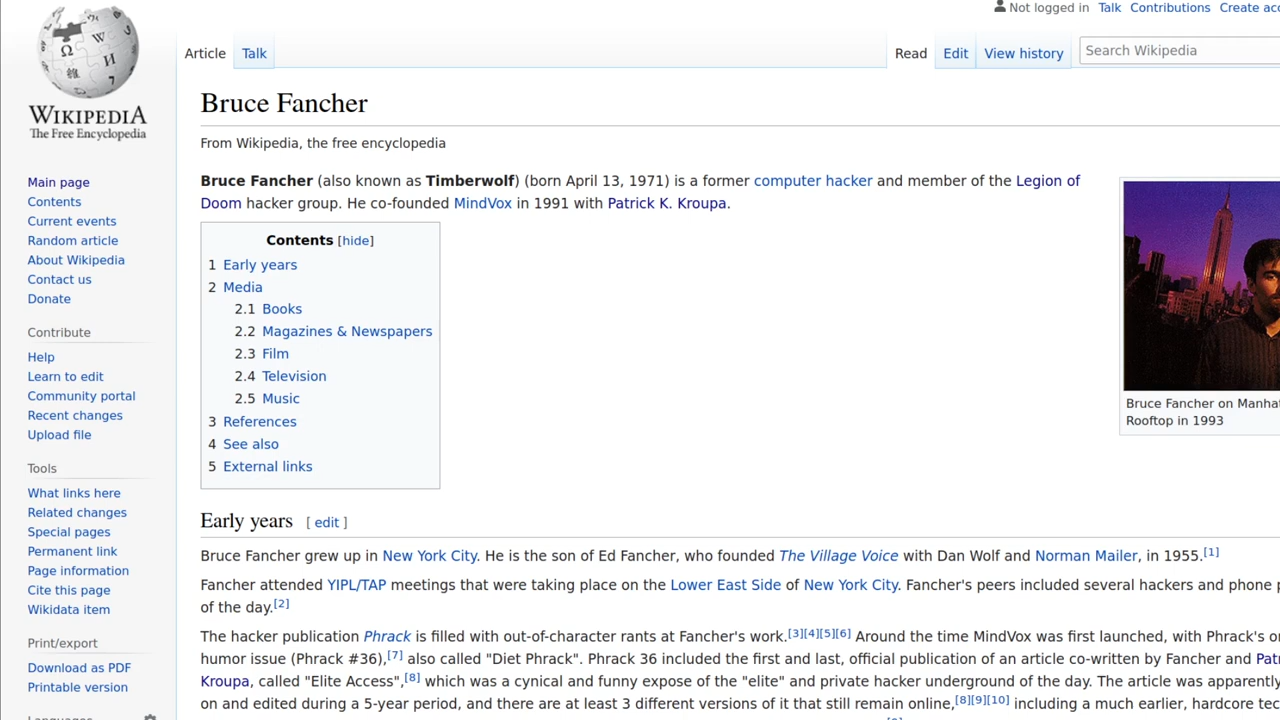 Not logged in Talk Contributions Create acc
Article Talk Read Edit View history Search Wikipedia
WIKIPEDIA
The Free Encyclopedia
Main page
Contents
Current events
Random article
About Wikipedia
Contact us
Donate
Contribute
Help
Learn to edit
Community portal
Recent changes
Upload file
Tools
What links here
Related changes
Special pages
Permanent link
Page information
Cite this page
Wikidata item
Print/export
Download as PDF
Printable version
Languages
Bruce Fancher
From Wikipedia, the free encyclopedia
Bruce Fancher (also known as Timberwolf) (born April 13, 1971) is a former computer hacker and member of the Legion of
Doom hacker group. He co-founded MindVox in 1991 with Patrick K. Kroupa.
Contents [hide]
1 Early years
2 Media
2.1 Books
2.2 Magazines & Newspapers
2.3 Film
2.4 Television
2.5 Music
3 References
4 See also
5 External links
Bruce Fancher on Manhat
Rooftop in 1993
Early years [ edit ]
Bruce Fancher grew up in New York City. He is the son of Ed Fancher, who founded The Village Voice with Dan Wolf and Norman Mailer, in 1955.[1]
Fancher attended YIPL/TAP meetings that were taking place on the Lower East Side of New York City. Fancher's peers included several hackers and phone p
of the day.[2]
The hacker publication Phrack is filled with out-of-character rants at Fancher's work.[3][4][5][6] Around the time MindVox was first launched, with Phrack's o
humor issue (Phrack #36),[7] also called "Diet Phrack". Phrack 36 included the first and last, official publication of an article co-written by Fancher and Patr
Kroupa, called "Elite Access",[8] which was a cynical and funny expose of the "elite" and private hacker underground of the day. The article was apparently
on and edited during a 5-year period, and there are at least 3 different versions of it that still remain online,[8][9][10] including a much earlier, hardcore tec